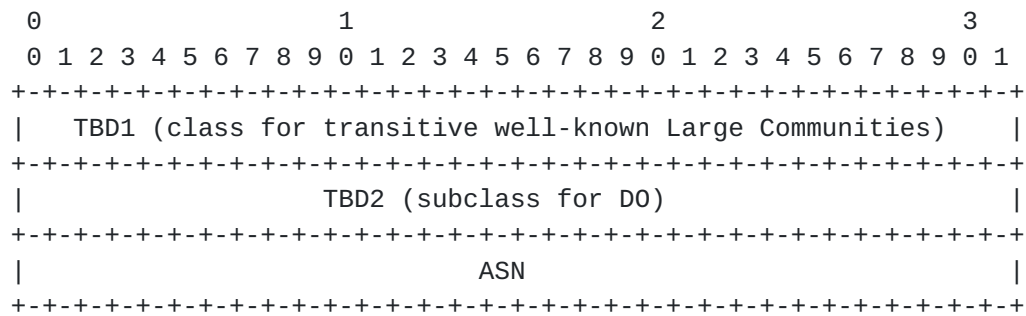 0                   1                   2                   3
 0 1 2 3 4 5 6 7 8 9 0 1 2 3 4 5 6 7 8 9 0 1 2 3 4 5 6 7 8 9 0 1
+-+-+-+-+-+-+-+-+-+-+-+-+-+-+-+-+-+-+-+-+-+-+-+-+-+-+-+-+-+-+-+-+
|   TBD1 (class for transitive well-known Large Communities)    |
+-+-+-+-+-+-+-+-+-+-+-+-+-+-+-+-+-+-+-+-+-+-+-+-+-+-+-+-+-+-+-+-+
|                   TBD2 (subclass for DO)                      |
+-+-+-+-+-+-+-+-+-+-+-+-+-+-+-+-+-+-+-+-+-+-+-+-+-+-+-+-+-+-+-+-+
|                             ASN                               |
+-+-+-+-+-+-+-+-+-+-+-+-+-+-+-+-+-+-+-+-+-+-+-+-+-+-+-+-+-+-+-+-+